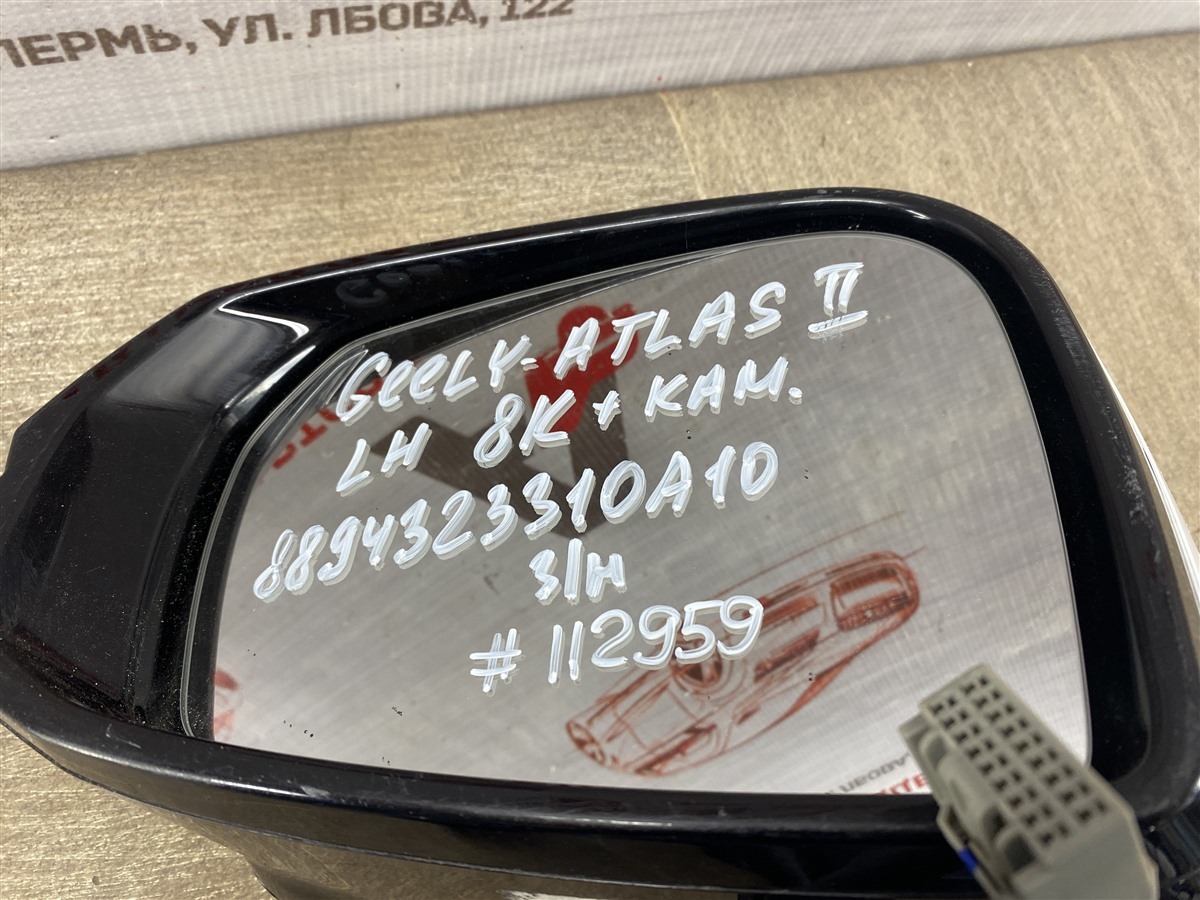 ПЕРМЬ, УЛ. ЛБОВА, 122
GeeLY-ATLAS II
LH 8K + КАМ.
8894323310A10
З/Н
# 112959